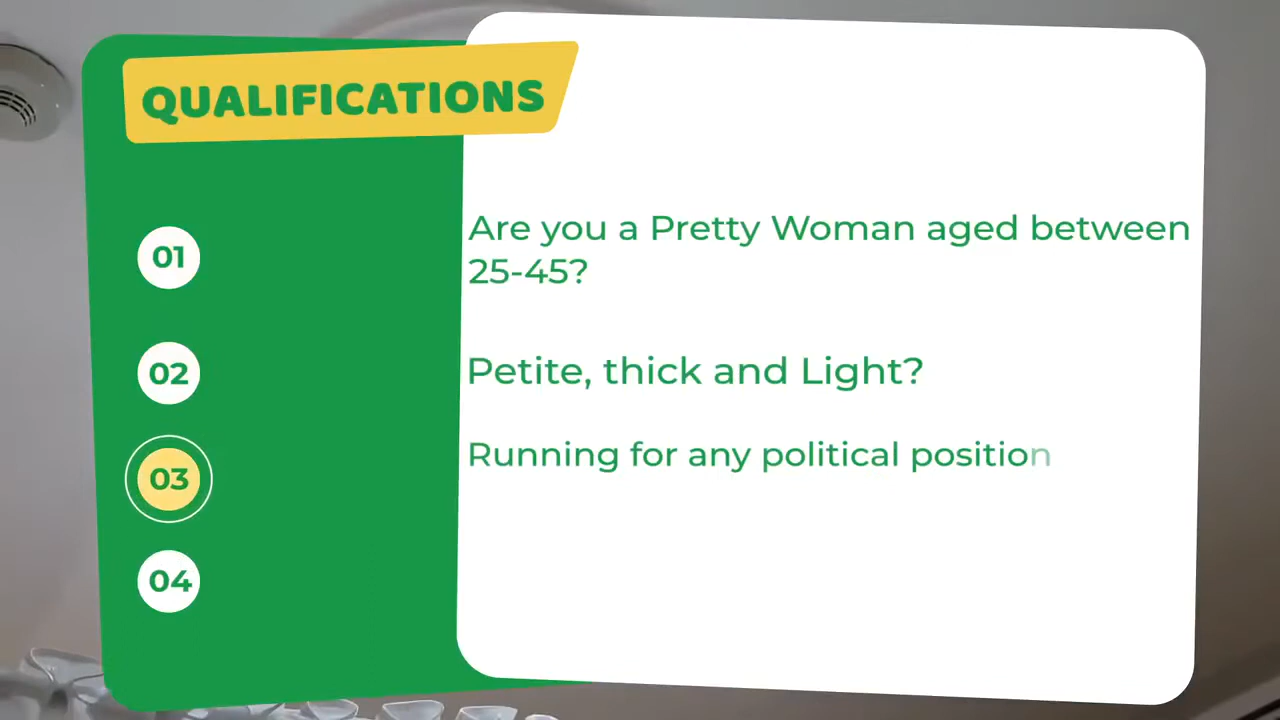 QUALIFICATIONS
01
Are you a Pretty Woman aged between
25-45?
02
Petite, thick and Light?
03
Running for any political position
04